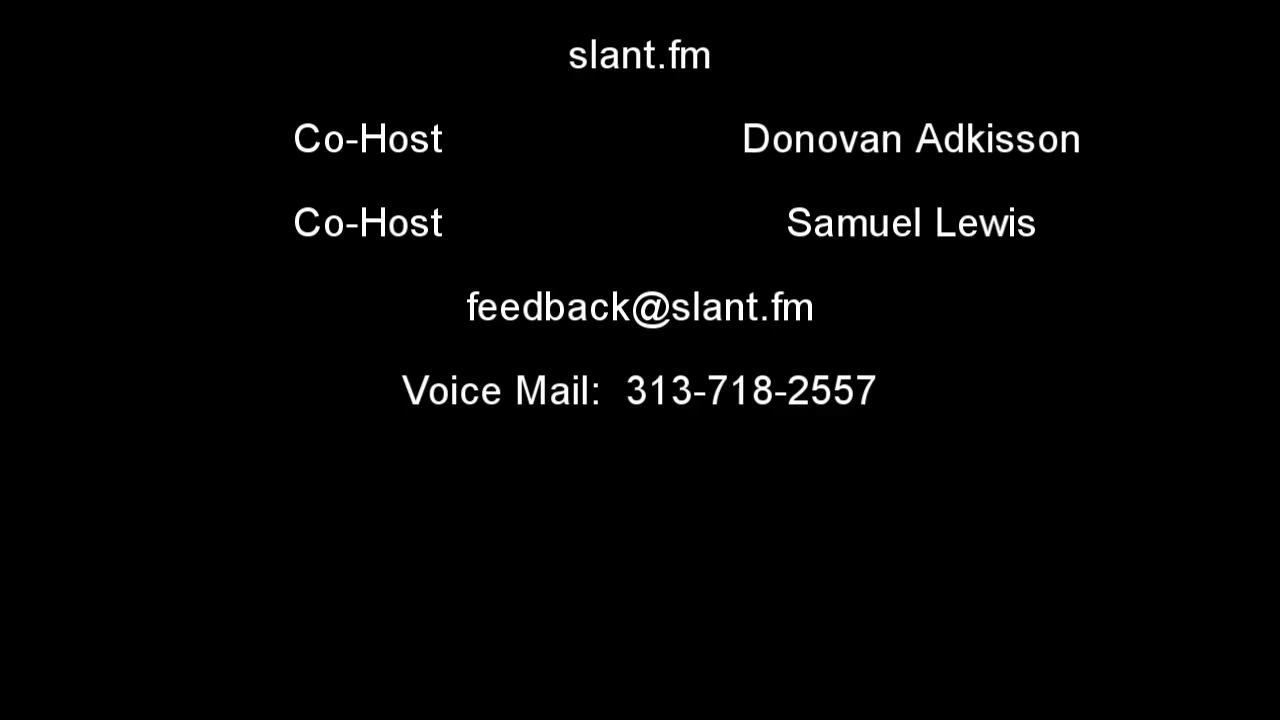 slant.fm
Co-Host Donovan Adkisson
Co-Host Samuel Lewis
feedback@slant.fm
Voice Mail: 313-718-2557